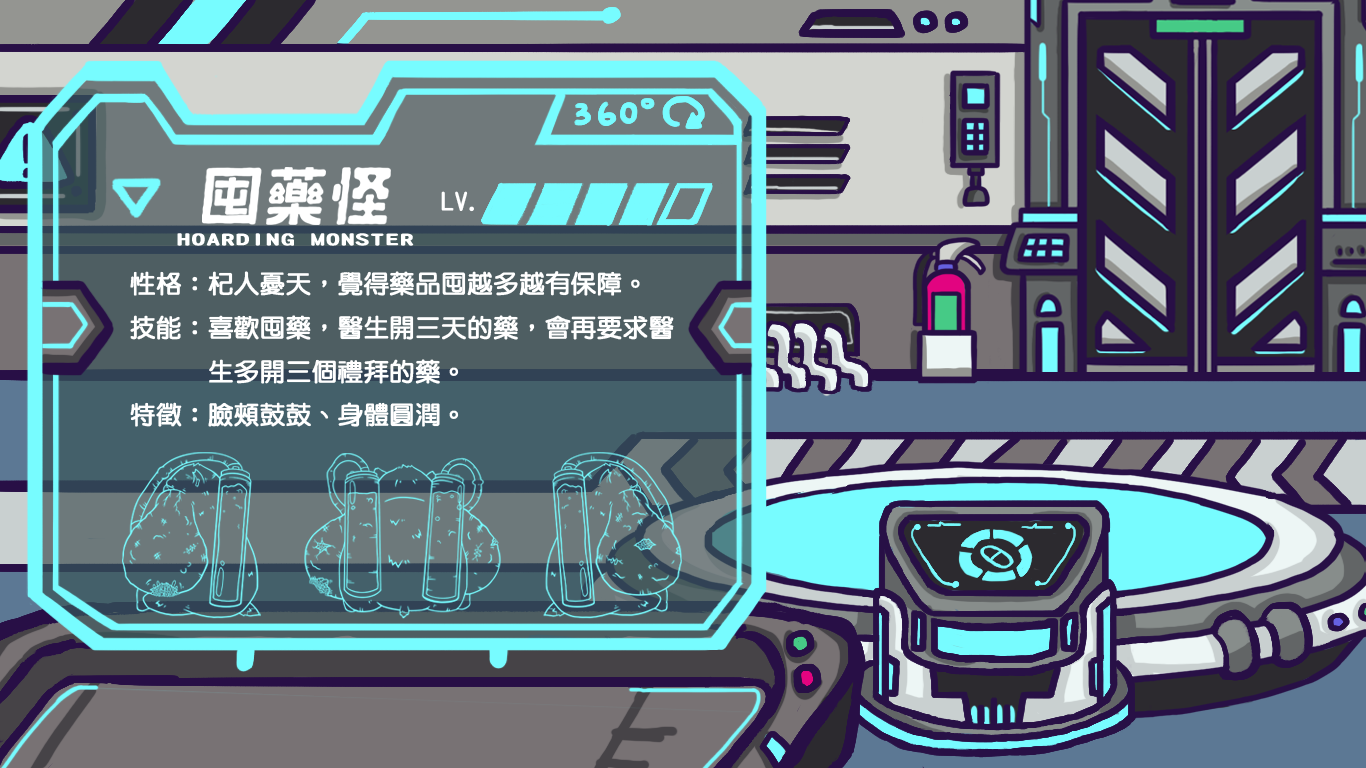 360°
囤藥怪
LV.
HOARDING MONSTER
性格：杞人憂天，覺得藥品囤越多越有保障。
技能：喜歡囤藥，醫生開三天的藥，會再要求醫
生多開三個禮拜的藥。
特徵：臉頰鼓鼓、身體圓潤。